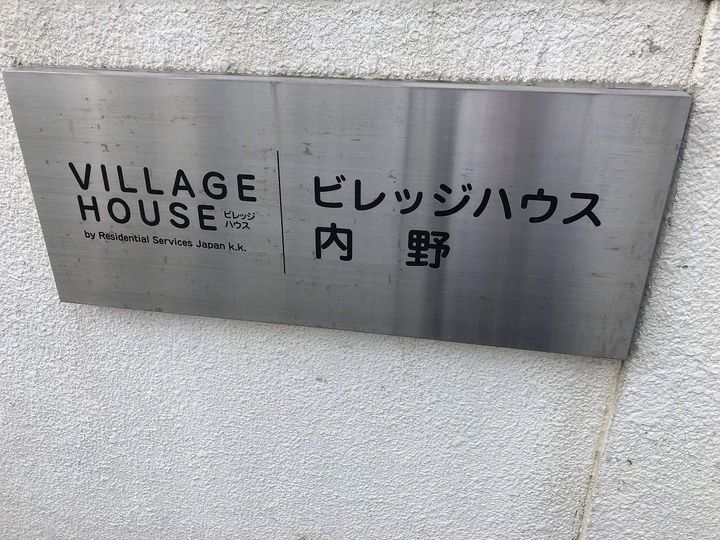 VILLAGE
HOUSE ビレッジ
ハウス
by Residential Services Japan k.k.
ビレッジハウス
内 野